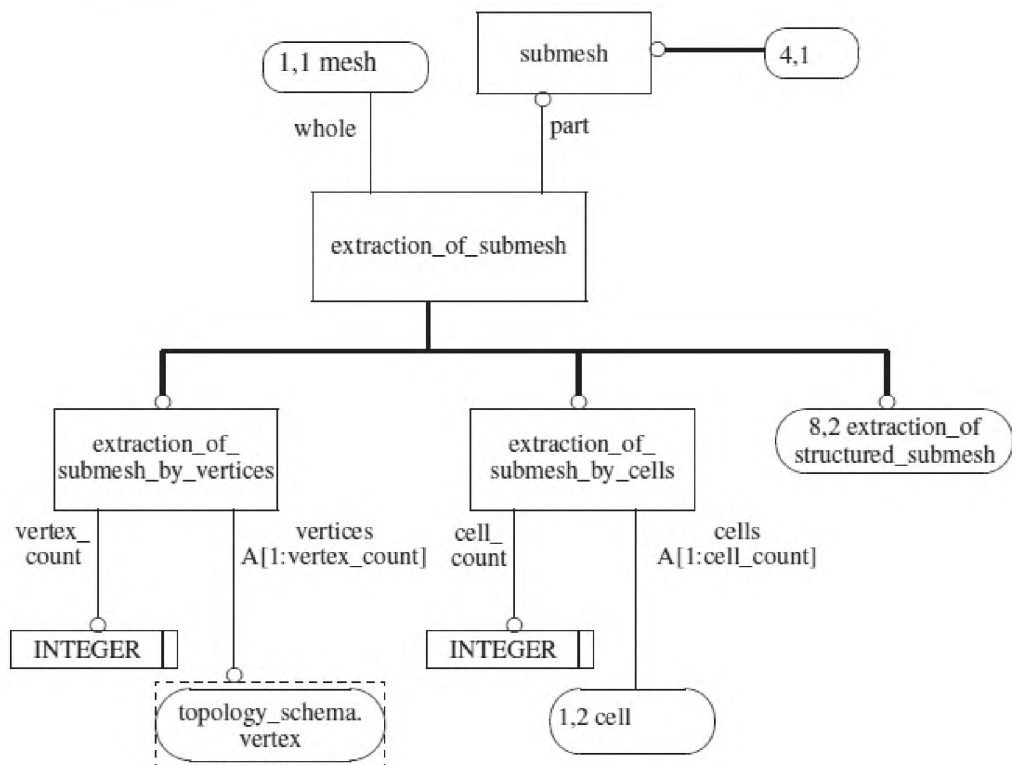 1,1 mesh
submesh
4,1
whole
part
extraction_of_submesh
extraction_of_
submesh_by_vertices
extraction_of_
submesh_by_cells
8,2 extraction_of
structured_submesh
vertex_
count
vertices
A[1:vertex_count]
cell_
count
cells
A[1:cell_count]
INTEGER
INTEGER
topology_schema.
vertex
1,2 cell